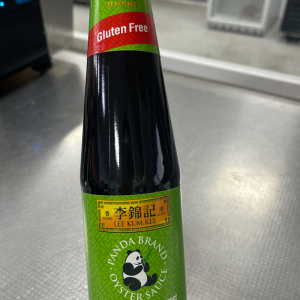 Gluten Free
李錦記
LEE KUM KEE
PANDA BRAND
OYSTER SAUCE